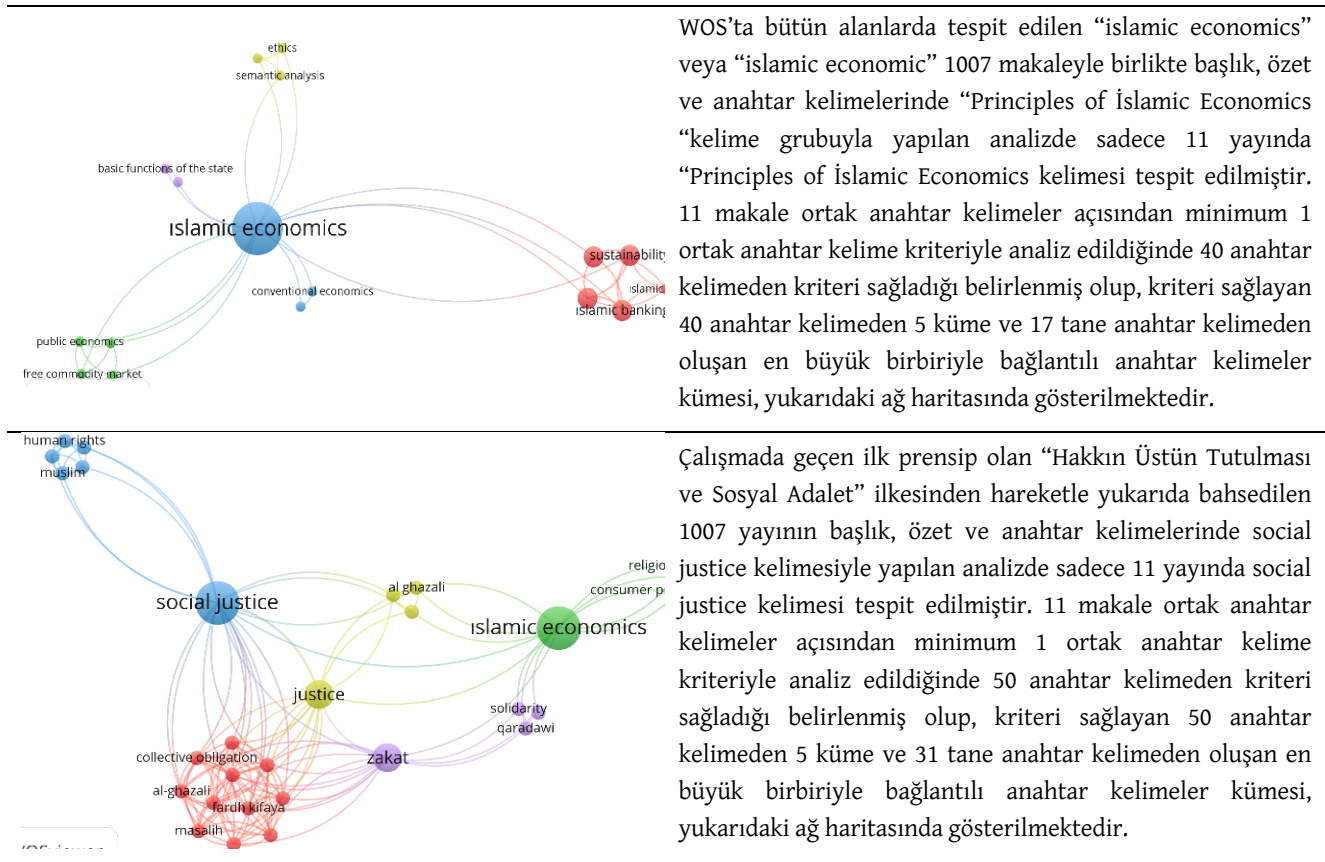 ethics
semantic analysis
basic functions of the state
ıslamic economics
sustainability
ıslamic
ıslamic banking
conventional economics
public economics
free commodity market
WOS’ta bütün alanlarda tespit edilen “islamic economics”
veya “islamic economic” 1007 makaleyle birlikte başlık, özet
ve anahtar kelimelerinde “Principles of İslamic Economics
“kelime grubuyla yapılan analizde sadece 11 yayında
“Principles of İslamic Economics kelimesi tespit edilmiştir.
11 makale ortak anahtar kelimeler açısından minimum 1
ortak anahtar kelime kriteriyle analiz edildiğinde 40 anahtar
kelimeden kriteri sağladığı belirlenmiş olup, kriteri sağlayan
40 anahtar kelimeden 5 küme ve 17 tane anahtar kelimeden
oluşan en büyük birbiriyle bağlantılı anahtar kelimeler
kümesi, yukarıdaki ağ haritasında gösterilmektedir.
human rights
muslim
social justice
al ghazali
religio
consumer p
ıslamic economics
justice
solidarity
qaradawi
zakat
collective obligation
al-ghazali
fardh kifaya
masalih
VOSviewer
Çalışmada geçen ilk prensip olan “Hakkın Üstün Tutulması
ve Sosyal Adalet” ilkesinden hareketle yukarıda bahsedilen
1007 yayının başlık, özet ve anahtar kelimelerinde social
justice kelimesiyle yapılan analizde sadece 11 yayında social
justice kelimesi tespit edilmiştir. 11 makale ortak anahtar
kelimeler açısından minimum 1 ortak anahtar kelime
kriteriyle analiz edildiğinde 50 anahtar kelimeden kriteri
sağladığı belirlenmiş olup, kriteri sağlayan 50 anahtar
kelimeden 5 küme ve 31 tane anahtar kelimeden oluşan en
büyük birbiriyle bağlantılı anahtar kelimeler kümesi,
yukarıdaki ağ haritasında gösterilmektedir.